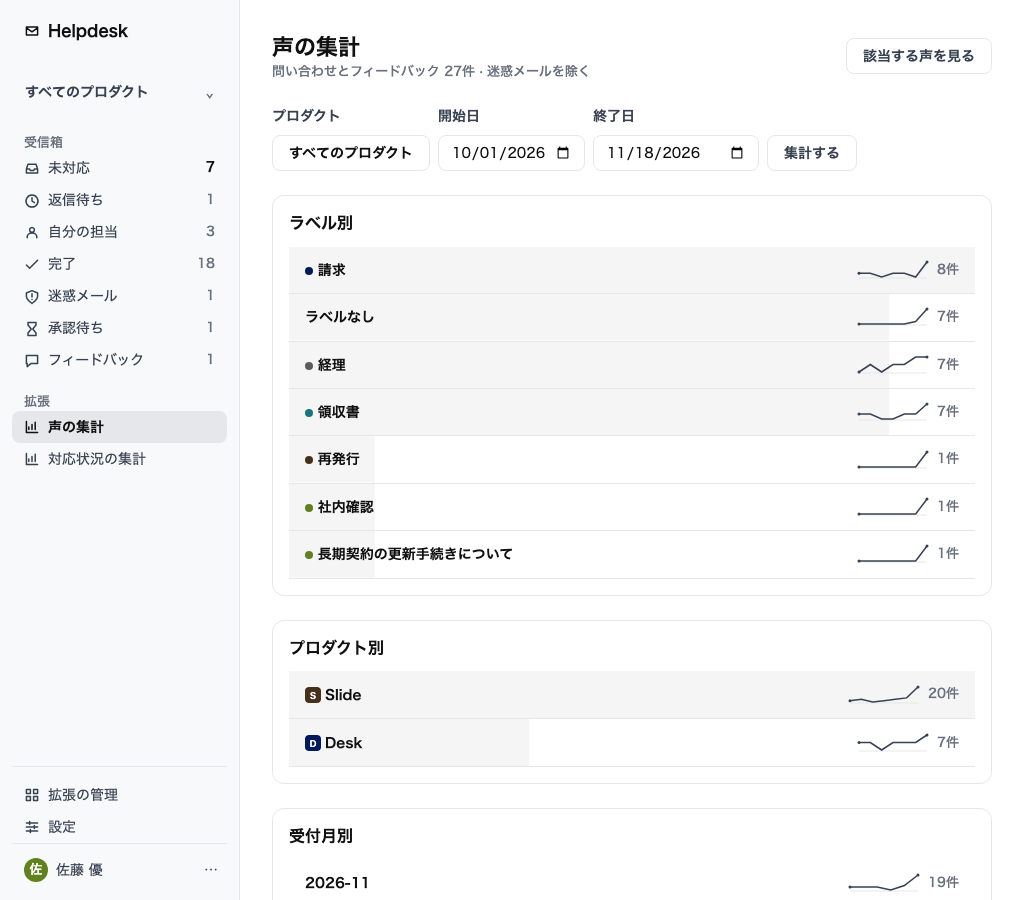 Helpdesk
すべてのプロダクト
受信箱
未対応 7
返信待ち 1
自分の担当 3
完了 18
迷惑メール 1
承認待ち 1
フィードバック 1
拡張
声の集計
対応状況の集計
拡張の管理
設定
佐 佐藤 優 …
声の集計
問い合わせとフィードバック 27件 · 迷惑メールを除く
該当する声を見る
プロダクト 開始日 終了日
すべてのプロダクト 10/01/2026 11/18/2026 集計する
ラベル別
請求 8件
ラベルなし 7件
経理 7件
領収書 7件
再発行 1件
社内確認 1件
長期契約の更新手続きについて 1件
プロダクト別
S Slide 20件
D Desk 7件
受付月別
2026-11 19件